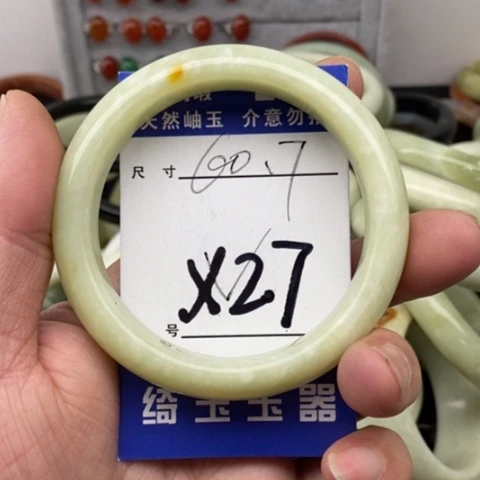 天然岫玉 介意勿拍
尺寸 60.7
X27
号
绮玉玉器